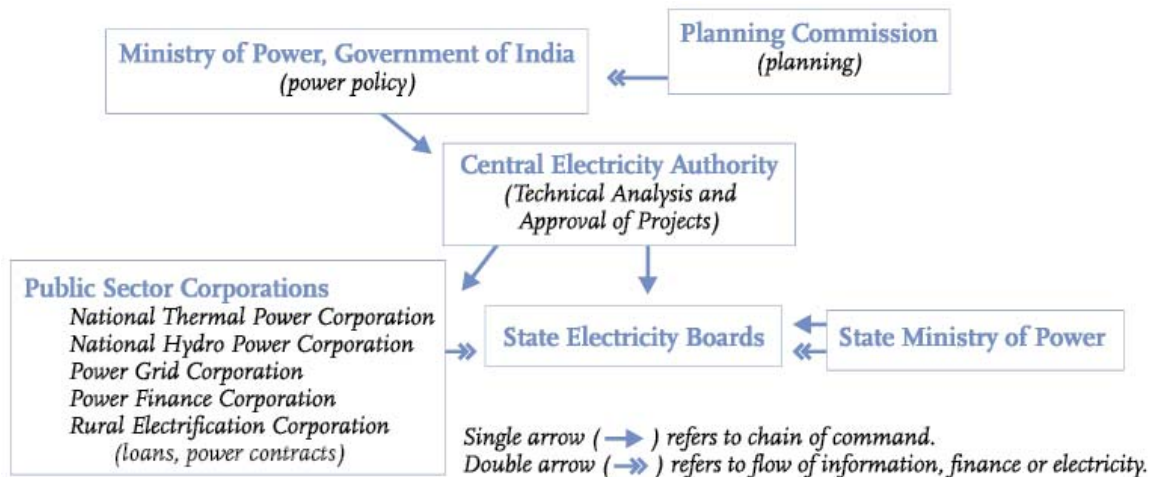 Ministry of Power, Government of India
(power policy)
Planning Commission
(planning)
Central Electricity Authority
(Technical Analysis and
Approval of Projects)
Public Sector Corporations
National Thermal Power Corporation
National Hydro Power Corporation
Power Grid Corporation
Power Finance Corporation
Rural Electrification Corporation
(loans, power contracts)
State Electricity Boards
State Ministry of Power
Single arrow ( → ) refers to chain of command.
Double arrow ( ↠ ) refers to flow of information, finance or electricity.